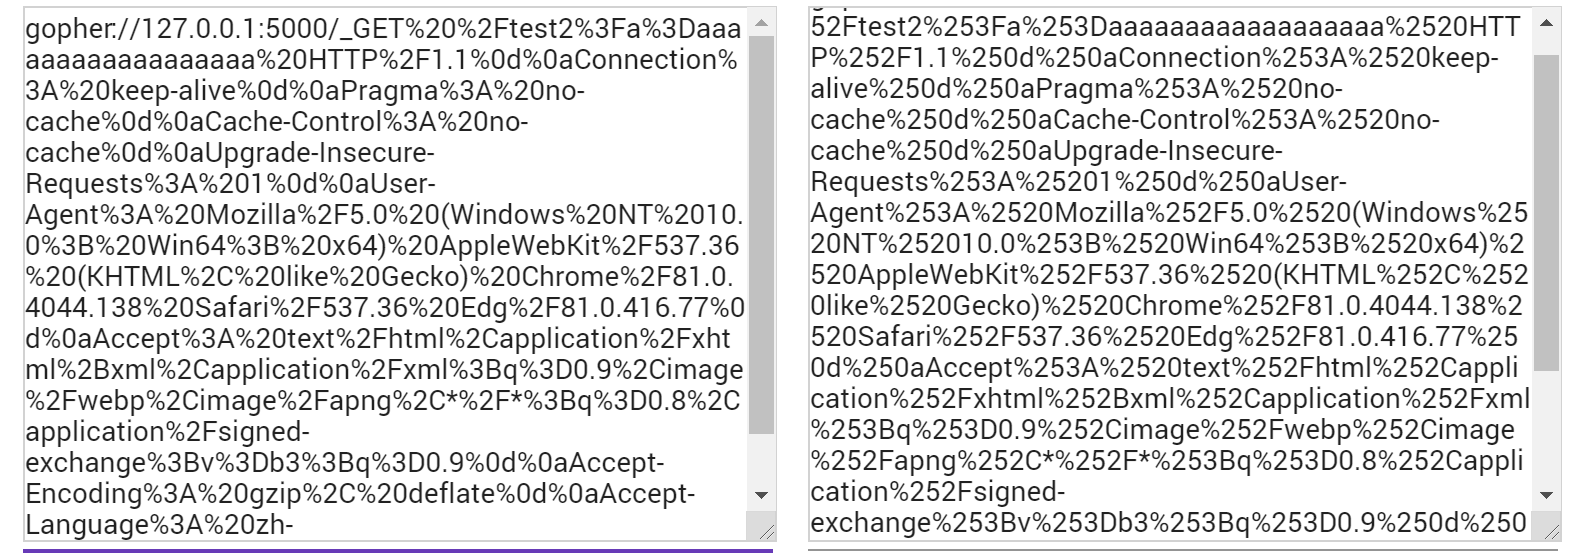 gopher://127.0.0.1:5000/_GET%20%2Ftest2%3Fa%3Daaa
aaaaaaaaaaaaaaa%20HTTP%2F1.1%0d%0aConnection%
3A%20keep-alive%0d%0aPragma%3A%20no-
cache%0d%0aCache-Control%3A%20no-
cache%0d%0aUpgrade-Insecure-
Requests%3A%201%0d%0aUser-
Agent%3A%20Mozilla%2F5.0%20(Windows%20NT%2010.
0%3B%20Win64%3B%20x64)%20AppleWebKit%2F537.36
%20(KHTML%2C%20like%20Gecko)%20Chrome%2F81.0.
4044.138%20Safari%2F537.36%20Edg%2F81.0.416.77%0
d%0aAccept%3A%20text%2Fhtml%2Capplication%2Fxht
ml%2Bxml%2Capplication%2Fxml%3Bq%3D0.9%2Cimage
%2Fwebp%2Cimage%2Fapng%2C*%2F*%3Bq%3D0.8%2C
application%2Fsigned-
exchange%3Bv%3Db3%3Bq%3D0.9%0d%0aAccept-
Encoding%3A%20gzip%2C%20deflate%0d%0aAccept-
Language%3A%20zh-
52Ftest2%253Fa%253Daaaaaaaaaaaaaaaaaa%2520HTT
P%252F1.1%250d%250aConnection%253A%2520keep-
alive%250d%250aPragma%253A%2520no-
cache%250d%250aCache-Control%253A%2520no-
cache%250d%250aUpgrade-Insecure-
Requests%253A%25201%250d%250aUser-
Agent%253A%2520Mozilla%252F5.0%2520(Windows%25
20NT%252010.0%253B%2520Win64%253B%2520x64)%2
520AppleWebKit%252F537.36%2520(KHTML%252C%252
0like%2520Gecko)%2520Chrome%252F81.0.4044.138%2
520Safari%252F537.36%2520Edg%252F81.0.416.77%25
0d%250aAccept%253A%2520text%252Fhtml%252Cappli
cation%252Fxhtml%252Bxml%252Capplication%252Fxml
%253Bq%253D0.9%252Cimage%252Fwebp%252Cimage
%252Fapng%252C*%252F*%253Bq%253D0.8%252Cappli
cation%252Fsigned-
exchange%253Bv%253Db3%253Bq%253D0.9%250d%250